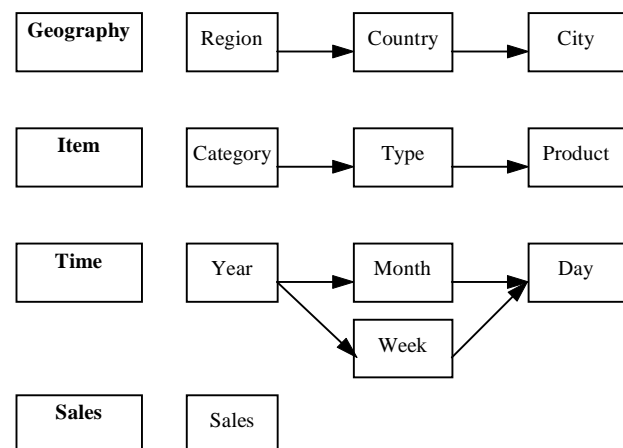 Geography
Region
Country
City
Item
Category
Type
Product
Time
Year
Month
Day
Week
Sales
Sales